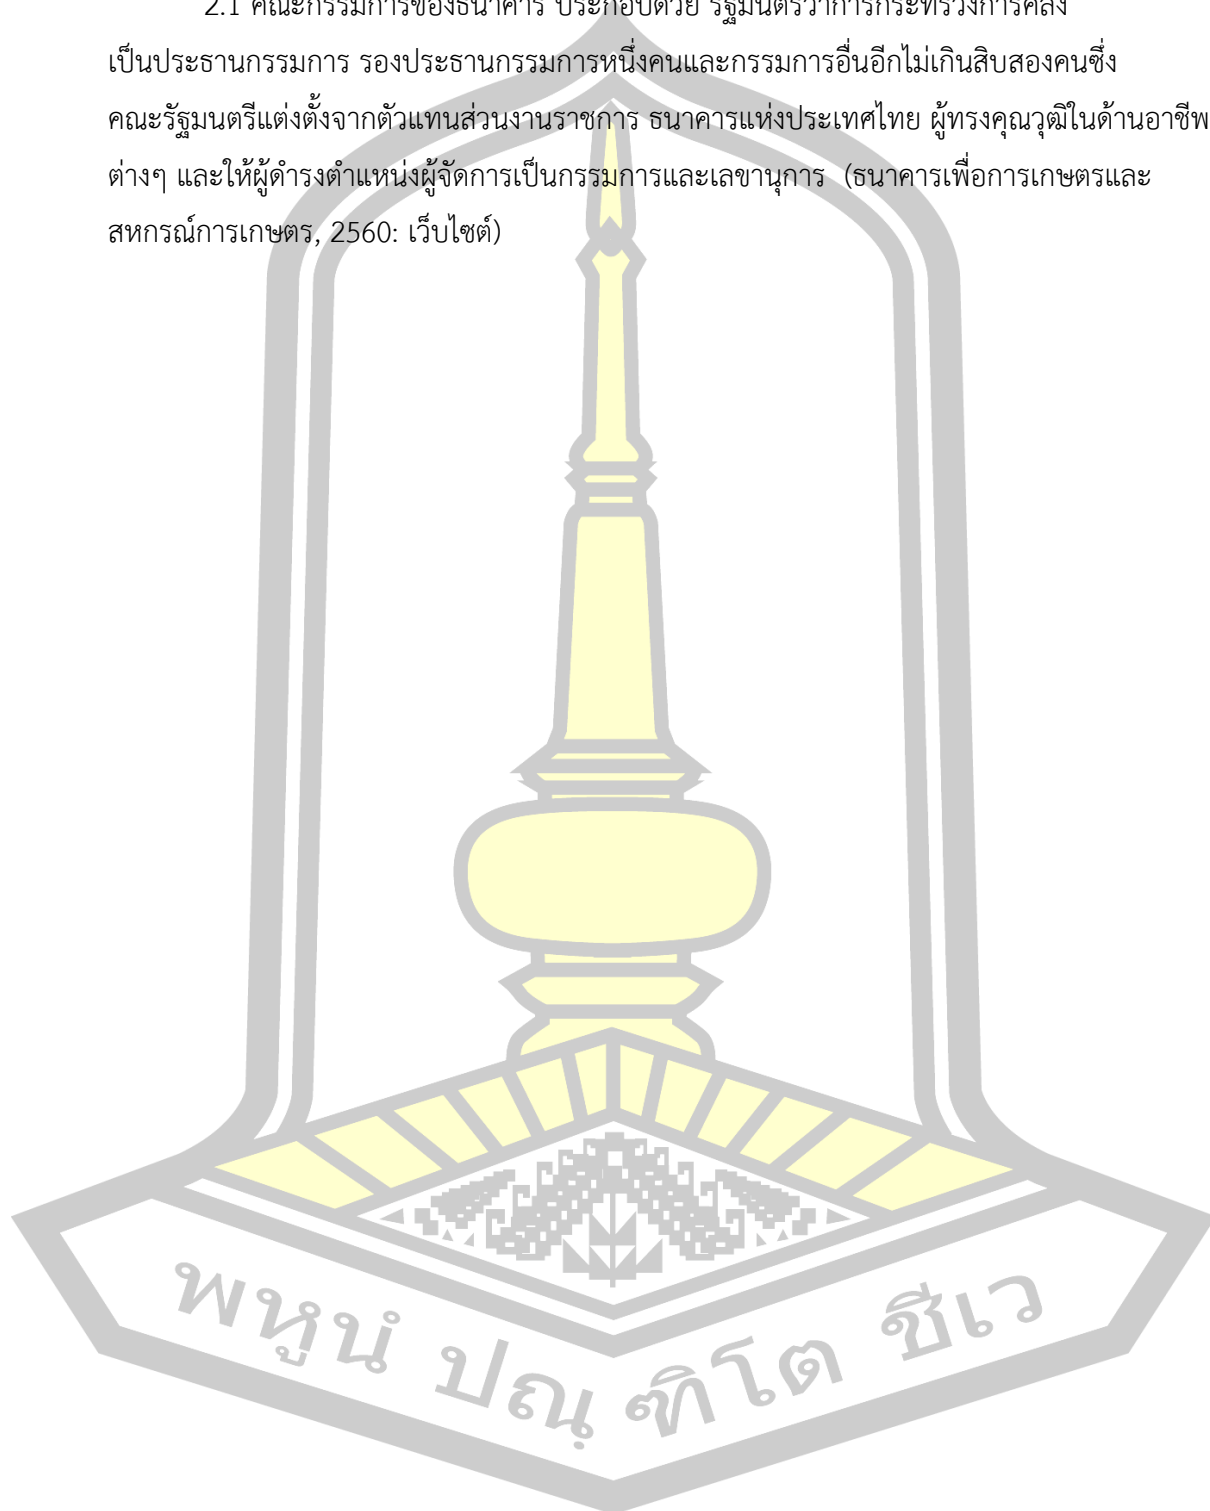 2.1 คณะกรรมการของธนาคาร ประกอบด้วย รัฐมนตรีว่าการกระทรวงการคลัง
เป็นประธานกรรมการ รองประธานกรรมการหนึ่งคนและกรรมการอื่นอีกไม่เกินสิบสองคนซึ่ง
คณะรัฐมนตรีแต่งตั้งจากตัวแทนส่วนงานราชการ ธนาคารแห่งประเทศไทย ผู้ทรงคุณวุฒิในด้านอาชีพ
ต่างๆ และให้ผู้ดำรงตำแหน่งผู้จัดการเป็นกรรมการและเลขานุการ (ธนาคารเพื่อการเกษตรและ
สหกรณ์การเกษตร, 2560: เว็บไซต์)
พหูนํ ปณฺ ฑิโต ชีเว